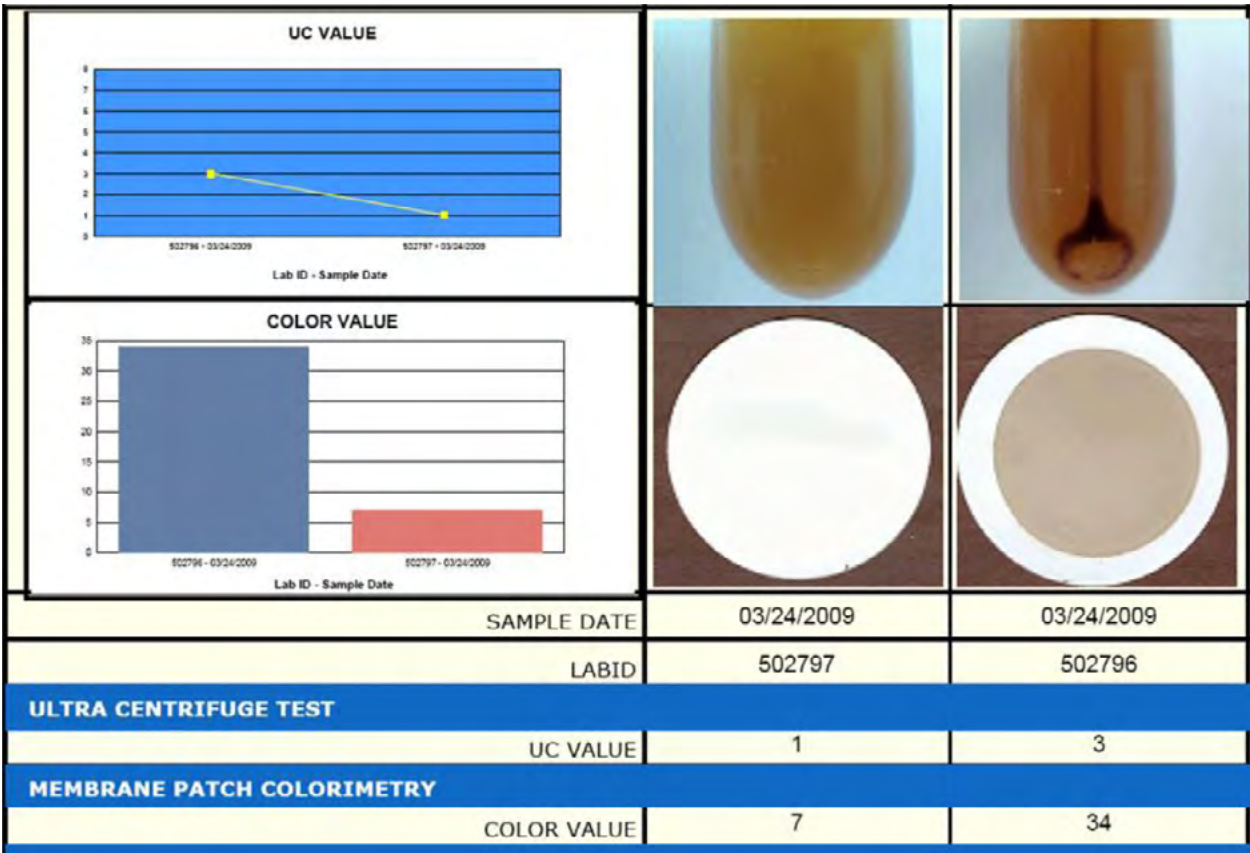 UC VALUE
8
7
6
5
4
3
2
1
0
502796 - 03/24/2009
502797 - 03/24/2009
Lab ID - Sample Date
COLOR VALUE
35
30
25
20
15
10
5
0
502796 - 03/24/2009
502797 - 03/24/2009
Lab ID - Sample Date
SAMPLE DATE 03/24/2009 03/24/2009
LABID 502797 502796
ULTRA CENTRIFUGE TEST
UC VALUE 1 3
MEMBRANE PATCH COLORIMETRY
COLOR VALUE 7 34